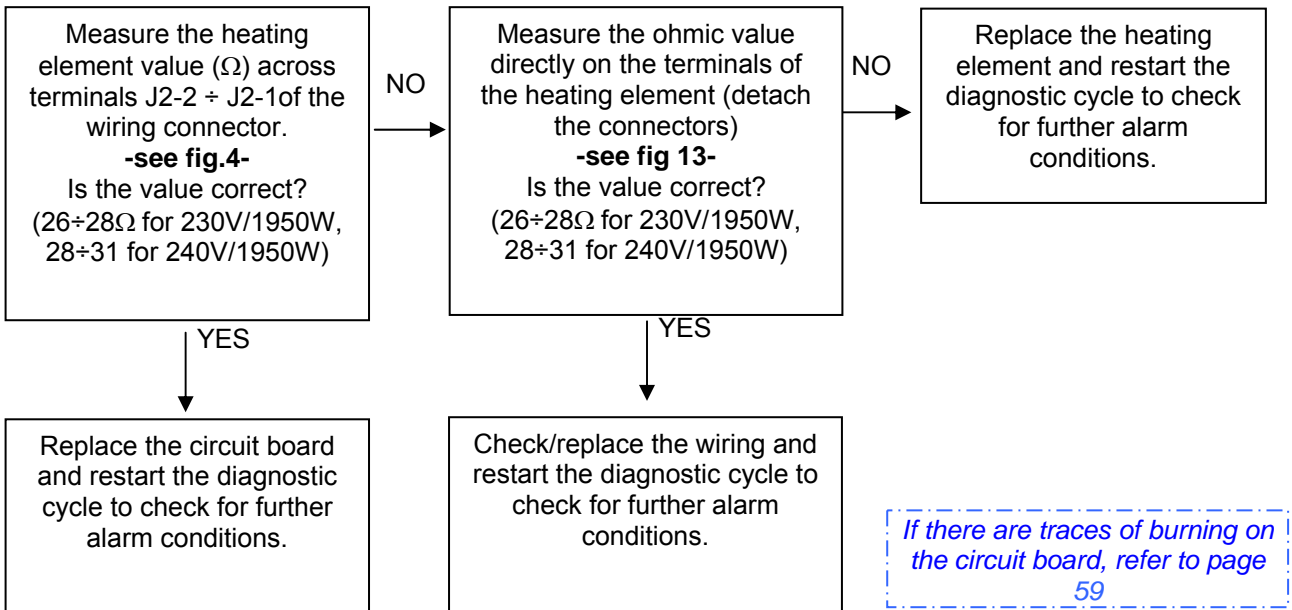 Measure the heating
element value (Ω) across
terminals J2-2 ÷ J2-1of the
wiring connector.
-see fig.4-
Is the value correct?
(26÷28Ω for 230V/1950W,
28÷31 for 240V/1950W)
NO
Measure the ohmic value
directly on the terminals of
the heating element (detach
the connectors)
-see fig 13-
Is the value correct?
(26÷28Ω for 230V/1950W,
28÷31 for 240V/1950W)
NO
Replace the heating
element and restart the
diagnostic cycle to check
for further alarm
conditions.
YES
YES
Replace the circuit board
and restart the diagnostic
cycle to check for further
alarm conditions.
Check/replace the wiring and
restart the diagnostic cycle to
check for further alarm
conditions.
If there are traces of burning on
the circuit board, refer to page
59